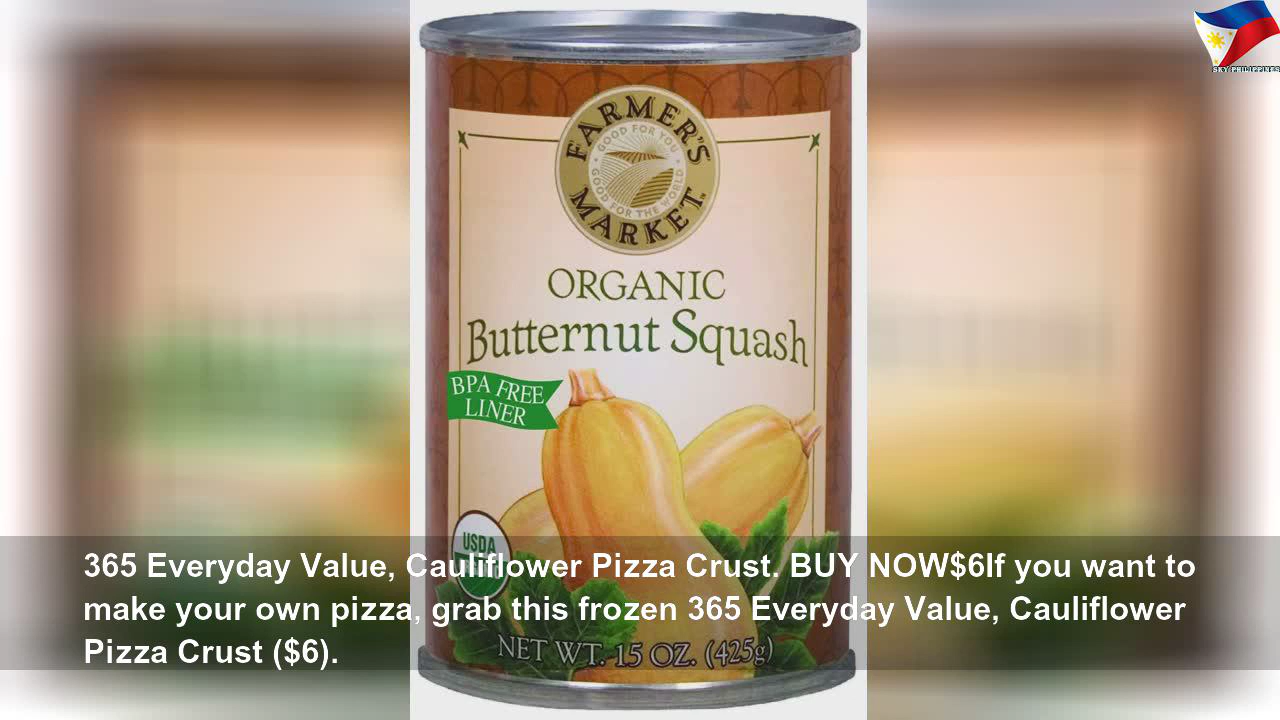 SKY PHILIPPINES
FARMER'S
GOOD FOR YOU
GOOD FOR THE WORLD
MARKET
ORGANIC
Butternut Squash
BPA FREE
LINER
USDA
365 Everyday Value, Cauliflower Pizza Crust. BUY NOW$6If you want to
make your own pizza, grab this frozen 365 Everyday Value, Cauliflower
Pizza Crust ($6).
NET WT. 15 OZ. (425g)